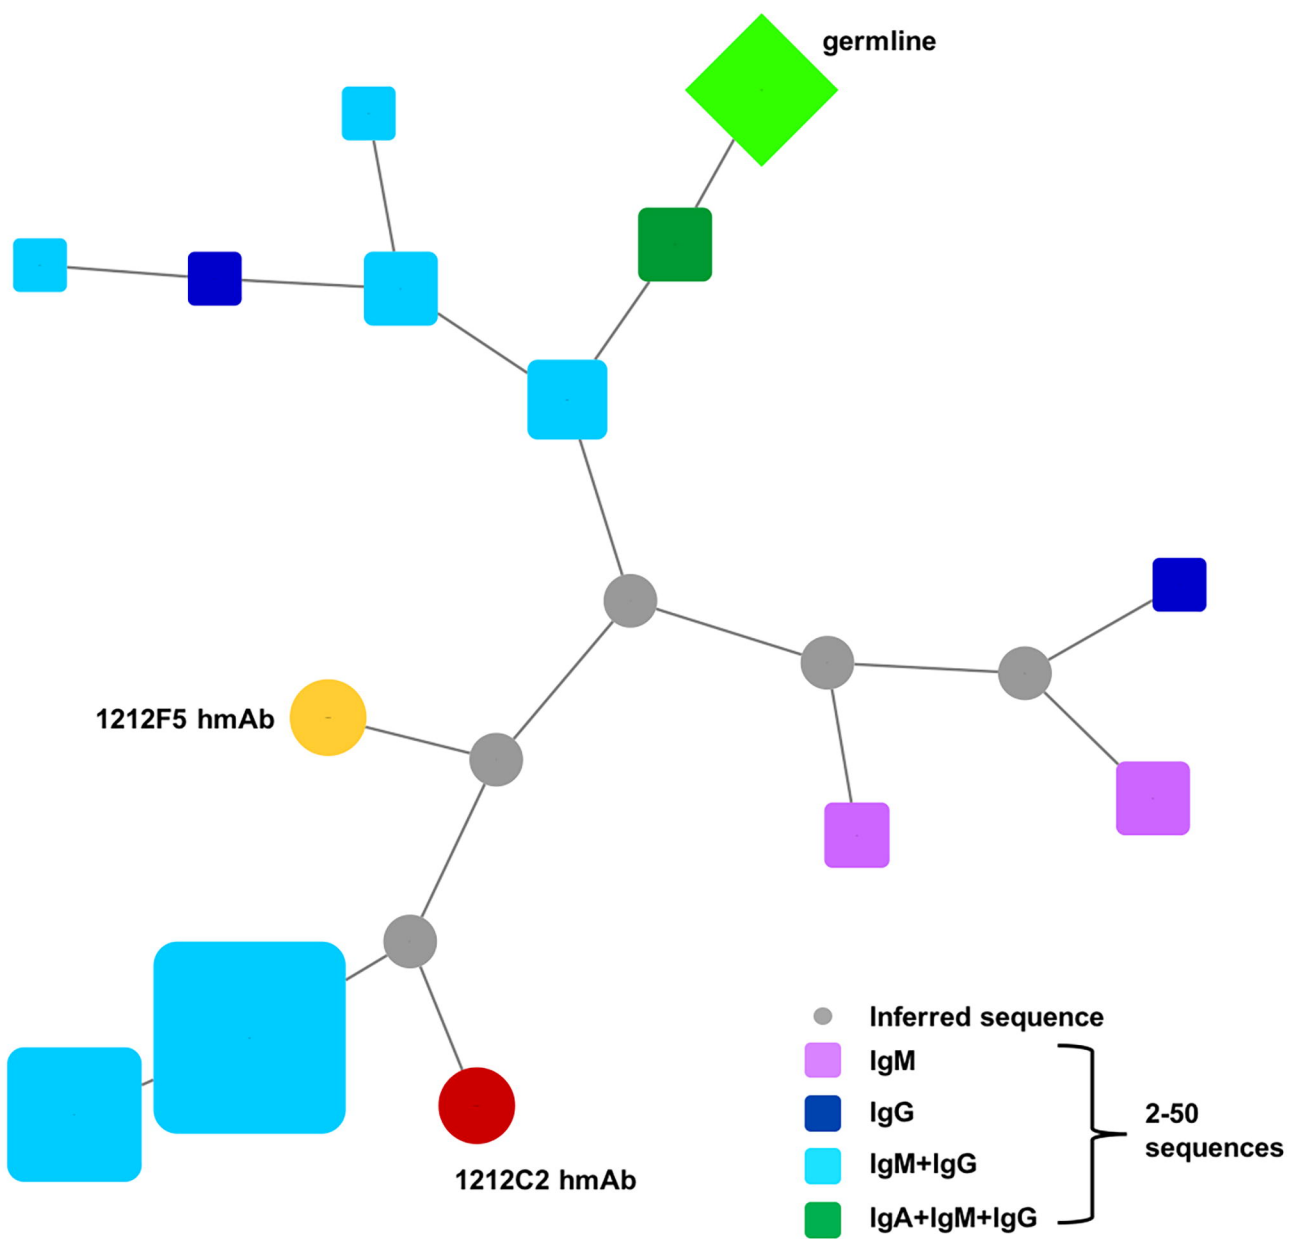 germline
1212F5 hmAb
1212C2 hmAb
Inferred sequence
IgM
IgG
IgM+IgG
IgA+IgM+IgG
2-50
sequences